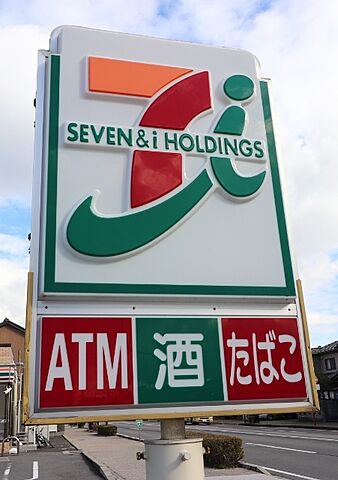 SEVEN&i HOLDINGS
ATM 酒 たばこ